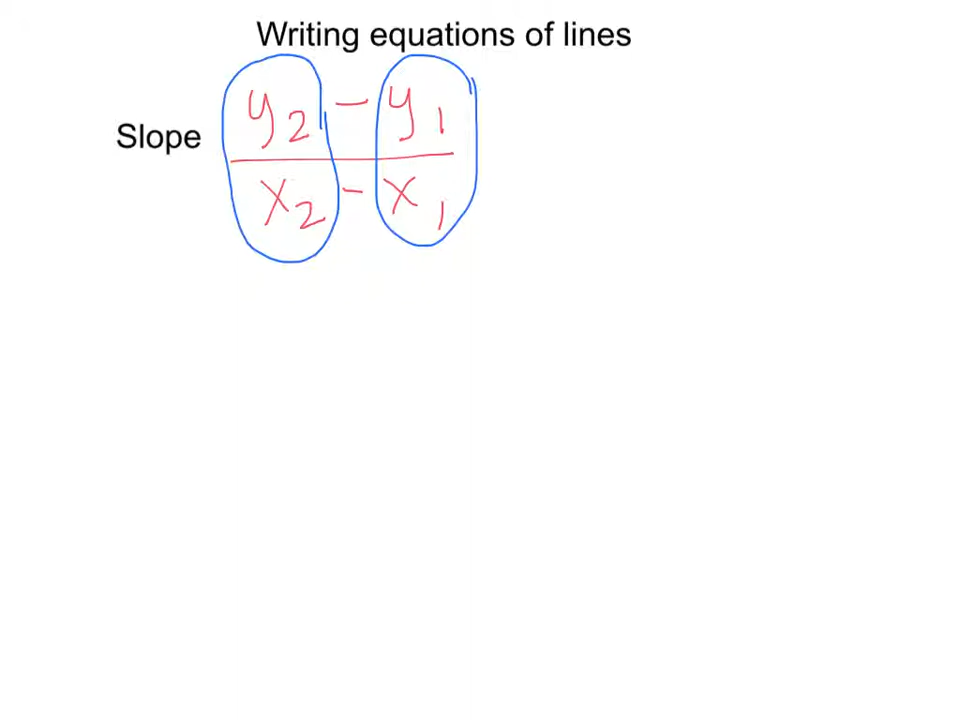 Writing equations of lines
y2 - y1
Slope
x2 - x1